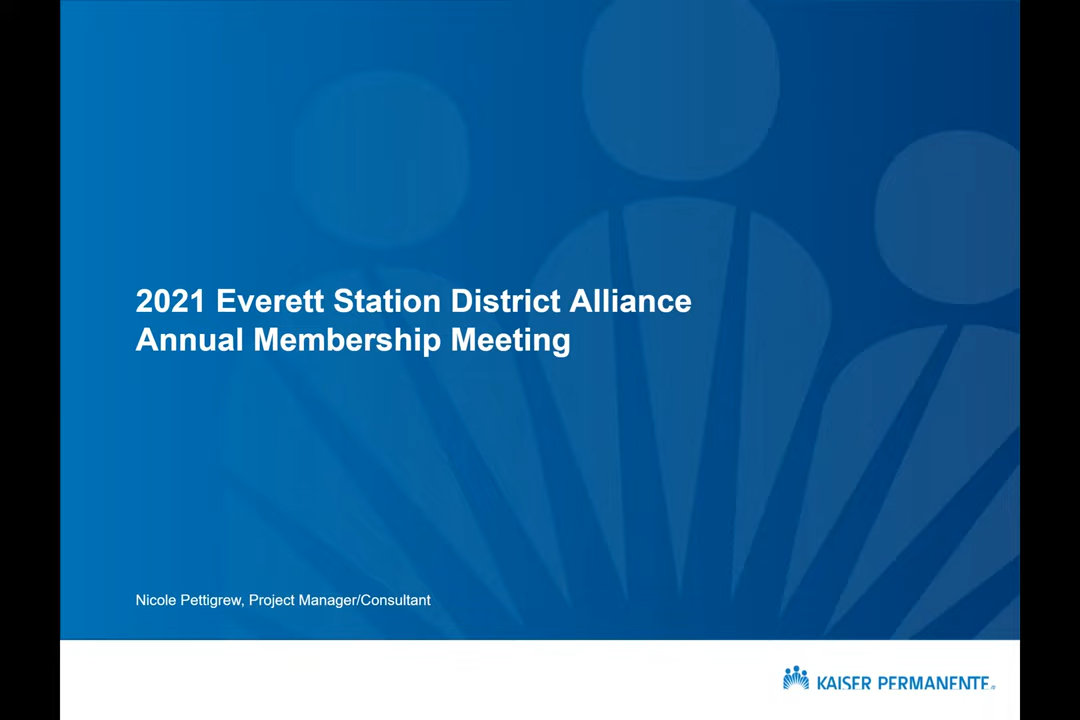 2021 Everett Station District Alliance
Annual Membership Meeting
Nicole Pettigrew, Project Manager/Consultant
KAISER PERMANENTE